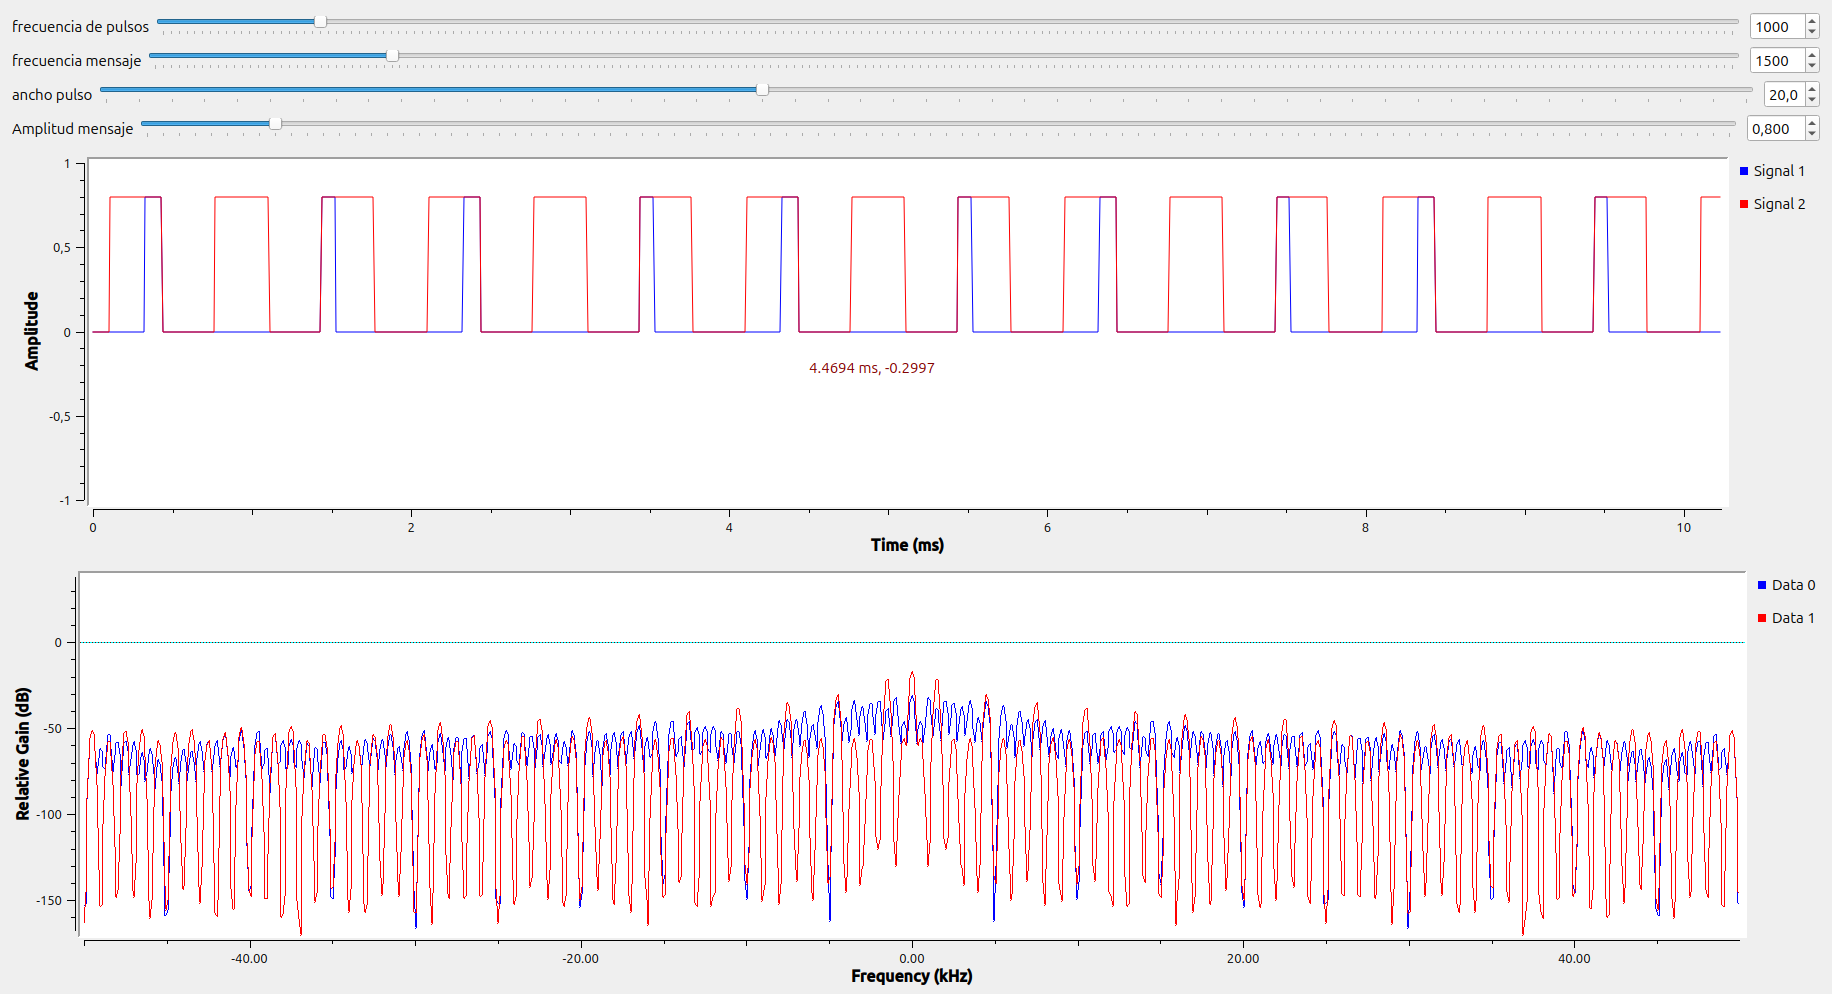 frecuencia de pulsos 1000
frecuencia mensaje 1500
ancho pulso 20,0
Amplitud mensaje 0,800
1
0,5
0
-0,5
-1
Amplitude
4.4694 ms, -0.2997
0 2 4 6 8 10
Time (ms)
Signal 1
Signal 2
0
-50
-100
-150
Relative Gain (dB)
-40.00 -20.00 0.00 20.00 40.00
Frequency (kHz)
Data 0
Data 1